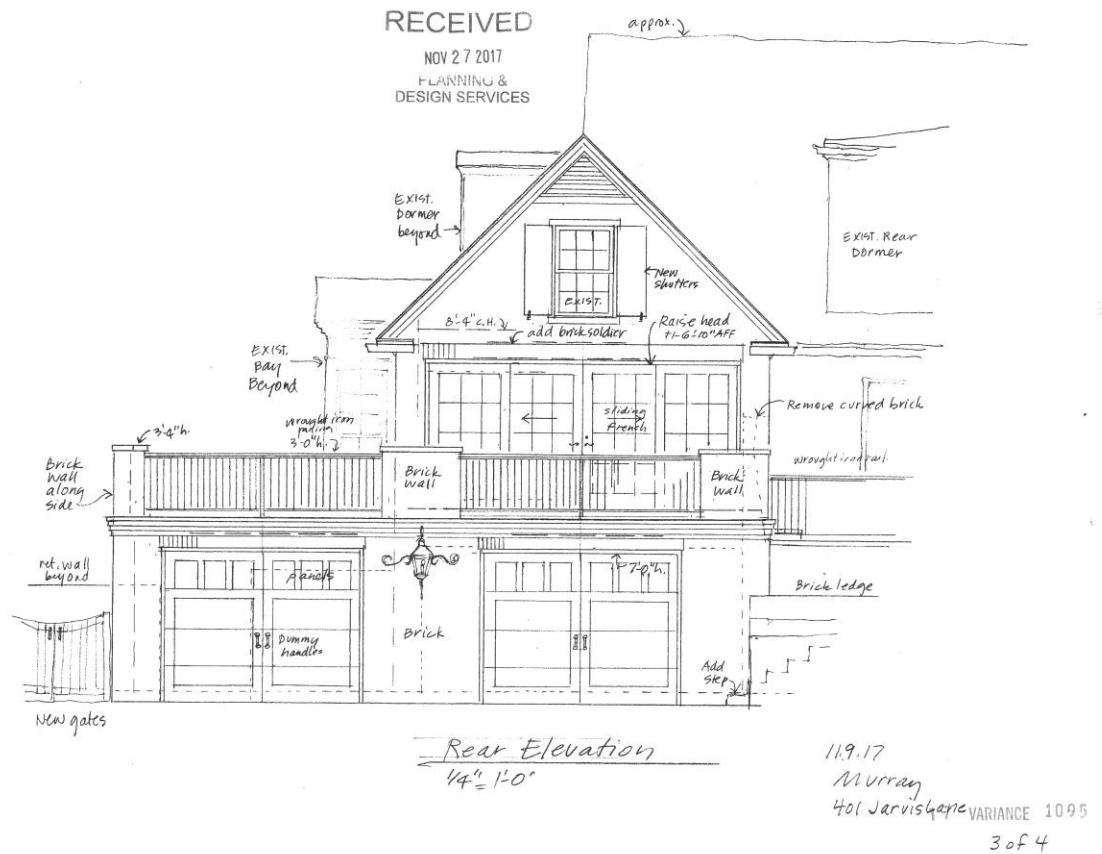 RECEIVED
NOV 27 2017
PLANNING &
DESIGN SERVICES
approx.
EXIST.
Dormer
beyond
EXIST. Rear
Dormer
New
shutters
EXIST.
8'-4" C.H.
add brick soldier
Raise head
+/- 6'-10" AFF
EXIST.
Bay
Beyond
sliding
French
Remove curved brick
3'-4" h.
wrought iron
3'-0" h.
Brick
wall
along
side
Brick
wall
Brick
wall
wrought iron rail
ret. wall
beyond
panels
7'-0" h.
Brick ledge
Dummy
handles
Brick
Add
step
New gates
Rear Elevation
1/4" = 1'-0"
11.9.17
Murray
401 Jarvis Lane
VARIANCE 1095
3 of 4